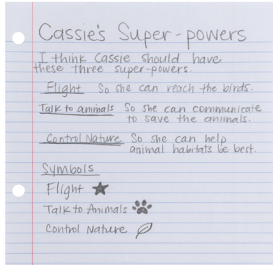 Cassie's Super-powers
I think Cassie should have
these three super-powers.
Flight So she can reach the birds.
Talk to animals So she can communicate
to save the animals.
Control Nature So she can help
animal habitats be best.
Symbols
Flight
Talk to Animals
Control Nature